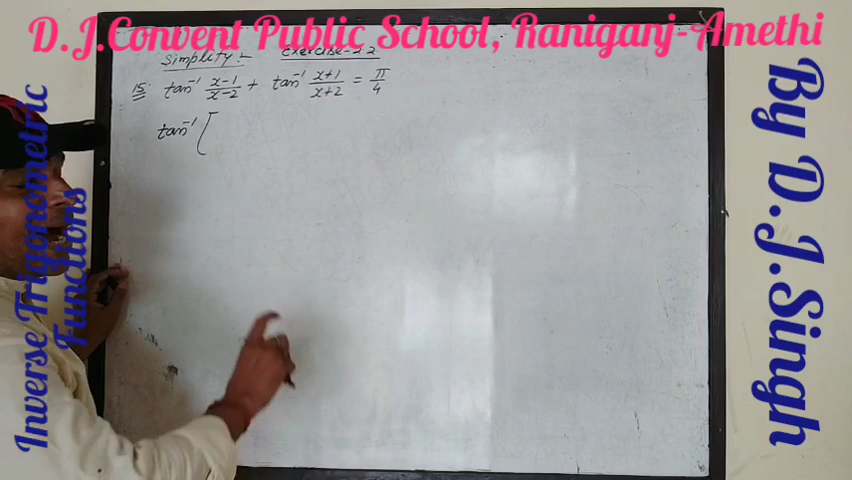 D.J.Convent Public School, Raniganj-Amethi
Simplify:- Exercise-2.2
15. tan⁻¹ (x-1)/(x-2) + tan⁻¹ (x+1)/(x+2) = π/4
tan⁻¹ [
Inverse Trigonometric
Functions
By D.J.Singh